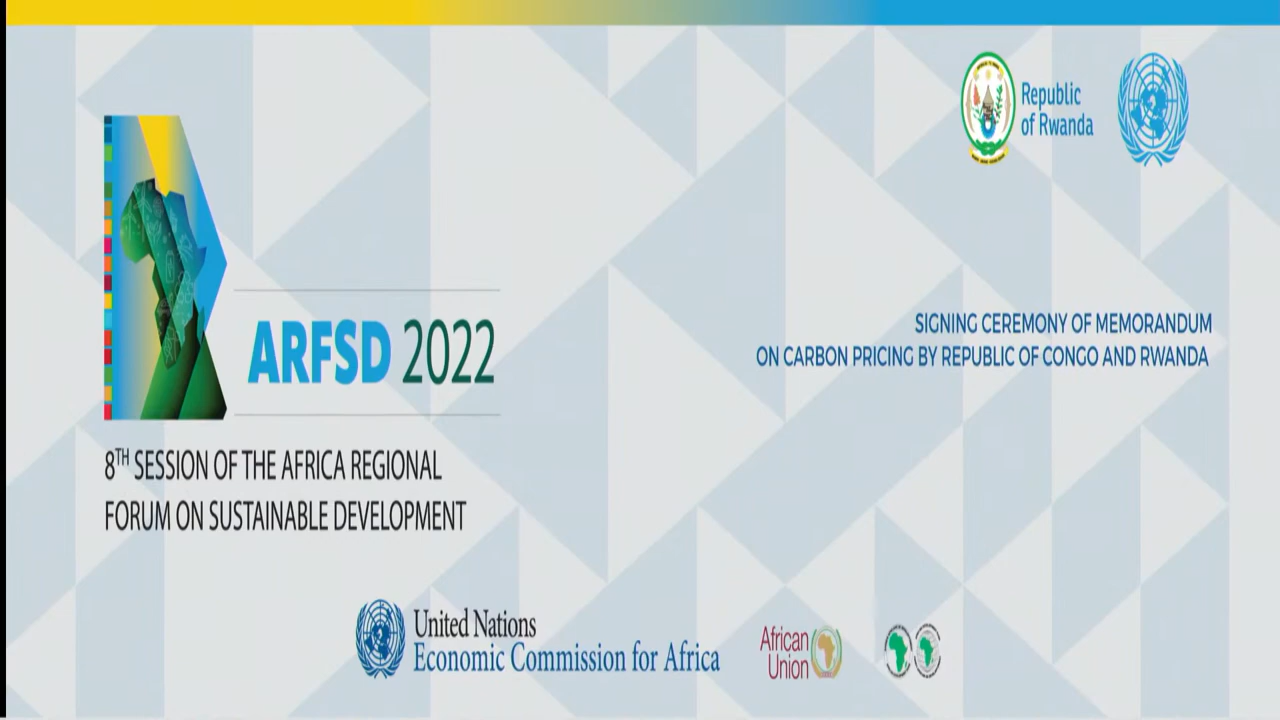 Republic
of Rwanda
ARFSD 2022
SIGNING CEREMONY OF MEMORANDUM
ON CARBON PRICING BY REPUBLIC OF CONGO AND RWANDA
8TH SESSION OF THE AFRICA REGIONAL
FORUM ON SUSTAINABLE DEVELOPMENT
United Nations
Economic Commission for Africa
African
Union